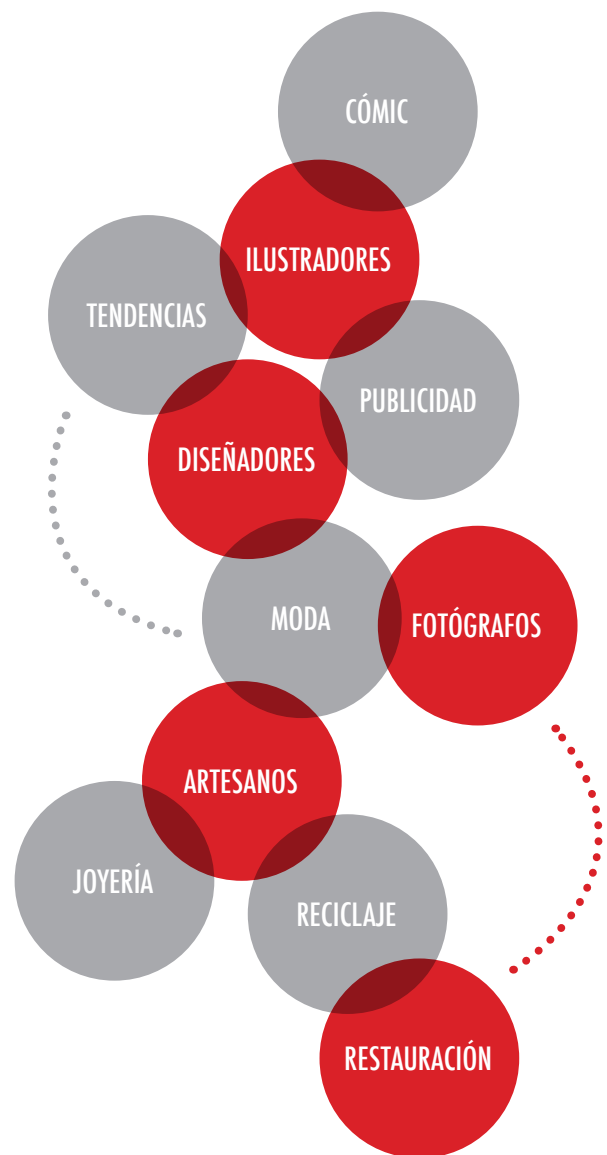 CÓMIC
ILUSTRADORES
TENDENCIAS
PUBLICIDAD
DISEÑADORES
MODA
FOTÓGRAFOS
ARTESANOS
JOYERÍA
RECICLAJE
RESTAURACIÓN